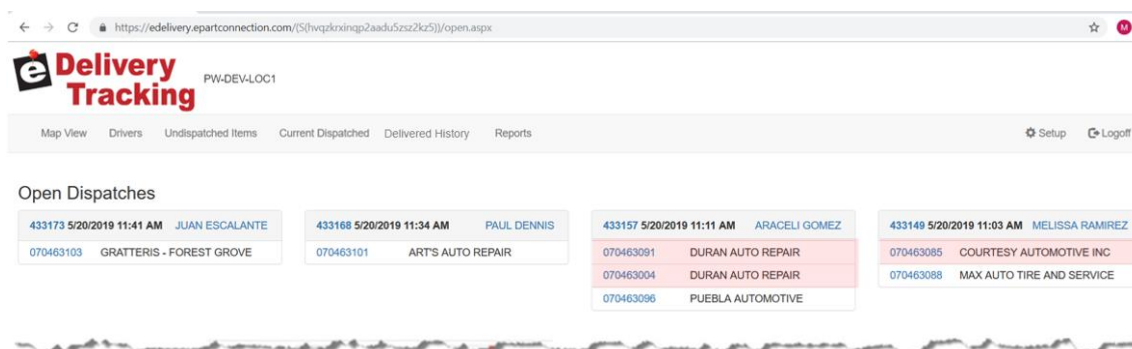 https://edelivery.epartconnection.com/(S(hvqzkrxinqp2aadu5zsz2kz5))/open.aspx
M
e Delivery Tracking
PW-DEV-LOC1
Map View Drivers Undispatched Items Current Dispatched Delivered History Reports Setup Logoff
Open Dispatches
433173 5/20/2019 11:41 AM JUAN ESCALANTE
070463103 GRATTERIS - FOREST GROVE
433168 5/20/2019 11:34 AM PAUL DENNIS
070463101 ART'S AUTO REPAIR
433157 5/20/2019 11:11 AM ARACELI GOMEZ
070463091 DURAN AUTO REPAIR
070463004 DURAN AUTO REPAIR
070463096 PUEBLA AUTOMOTIVE
433149 5/20/2019 11:03 AM MELISSA RAMIREZ
070463085 COURTESY AUTOMOTIVE INC
070463088 MAX AUTO TIRE AND SERVICE